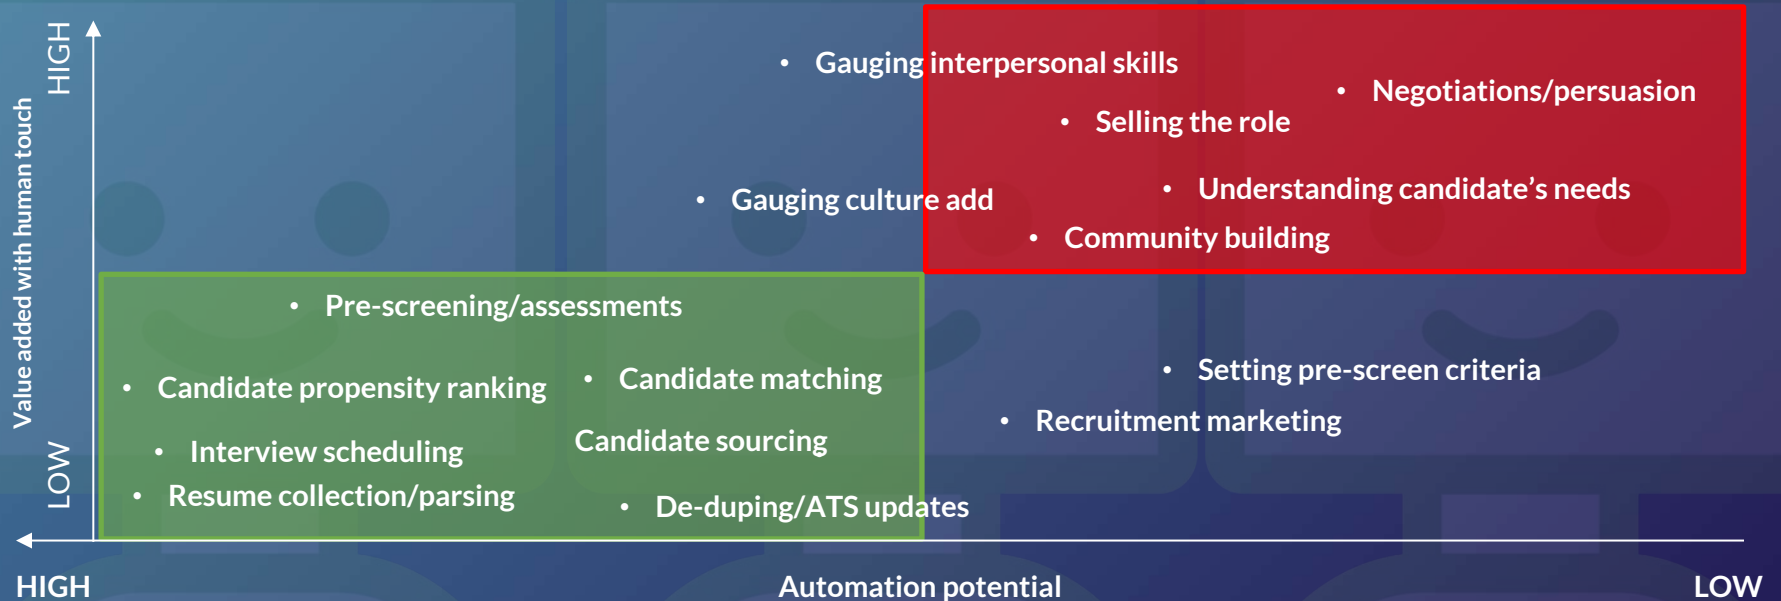 HIGH
• Gauging interpersonal skills
• Negotiations/persuasion
• Selling the role
• Understanding candidate’s needs
• Gauging culture add
• Community building
Value added with human touch
• Pre-screening/assessments
• Setting pre-screen criteria
• Candidate matching
• Candidate propensity ranking
• Recruitment marketing
Candidate sourcing
• Interview scheduling
LOW
• Resume collection/parsing
• De-duping/ATS updates
HIGH
Automation potential
LOW